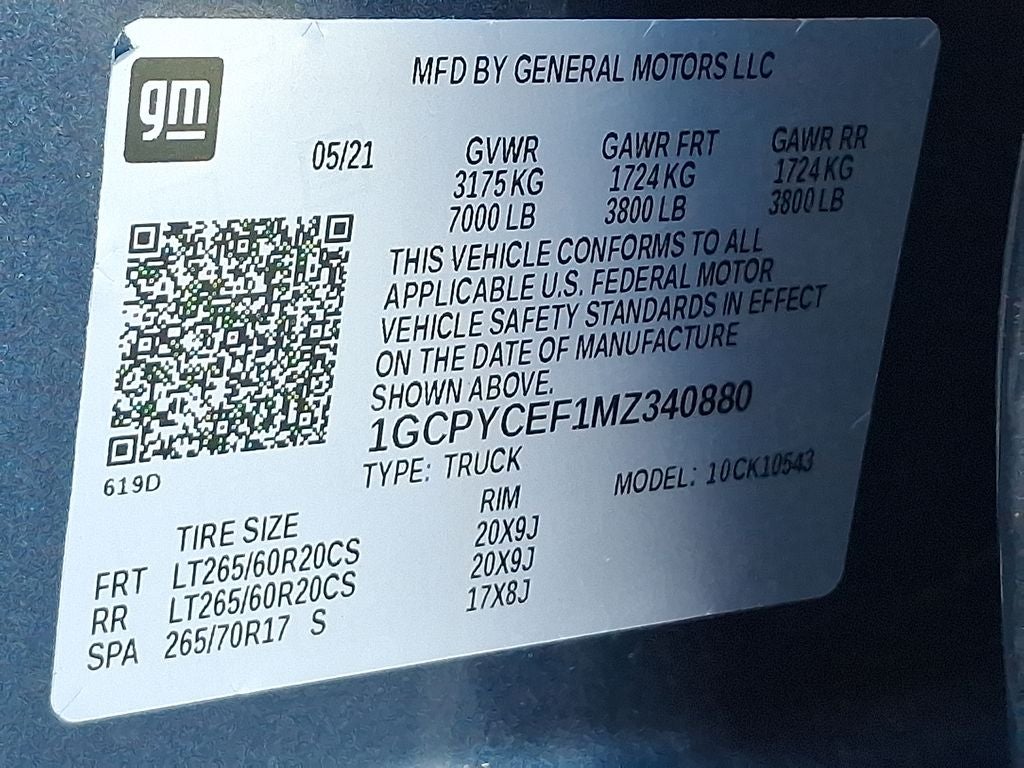 gm
MFD BY GENERAL MOTORS LLC
05/21 GVWR GAWR FRT GAWR RR
3175 KG 1724 KG 1724 KG
7000 LB 3800 LB 3800 LB
THIS VEHICLE CONFORMS TO ALL
APPLICABLE U.S. FEDERAL MOTOR
VEHICLE SAFETY STANDARDS IN EFFECT
ON THE DATE OF MANUFACTURE
SHOWN ABOVE.
1GCPYCEF1MZ340880
619D
TYPE: TRUCK MODEL: 10CK10543
TIRE SIZE RIM
FRT LT265/60R20CS 20X9J
RR LT265/60R20CS 20X9J
SPA 265/70R17 S 17X8J